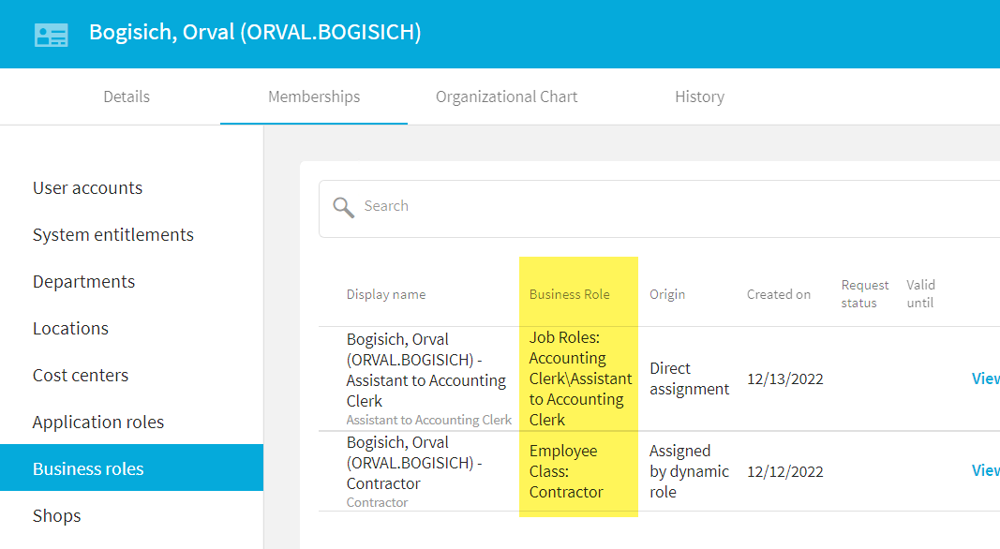 Bogisich, Orval (ORVAL.BOGISICH)
Details
Memberships
Organizational Chart
History
User accounts
System entitlements
Departments
Locations
Cost centers
Application roles
Business roles
Shops
Search
Display name
Business Role
Origin
Created on
Request
status
Valid
until
Bogisich, Orval
(ORVAL.BOGISICH) -
Assistant to Accounting
Clerk
Assistant to Accounting Clerk
Job Roles:
Accounting
Clerk\Assistant
to Accounting
Clerk
Direct
assignment
12/13/2022
View
Bogisich, Orval
(ORVAL.BOGISICH) -
Contractor
Contractor
Employee
Class:
Contractor
Assigned
by dynamic
role
12/12/2022
View